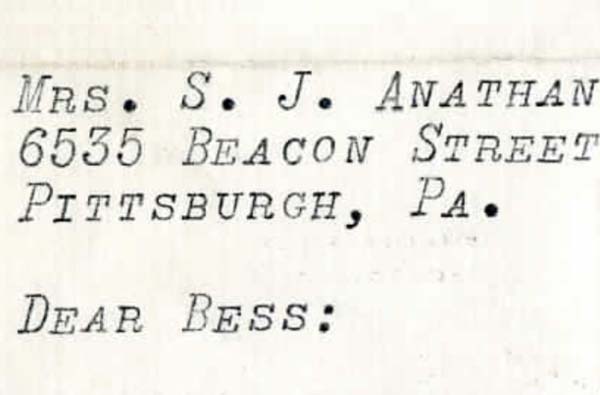 Mrs. S. J. Anathan
6535 Beacon Street
Pittsburgh, Pa.
Dear Bess: